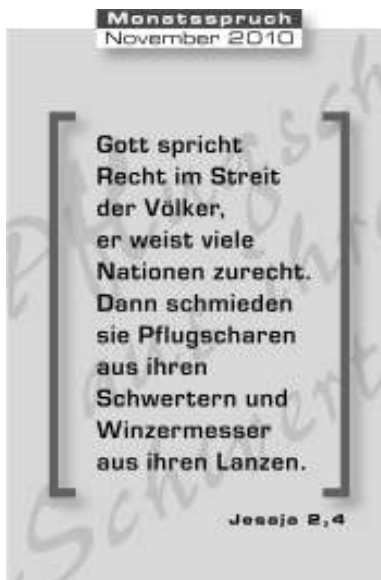 Monatsspruch
November 2010
Gott spricht
Recht im Streit
der Völker,
er weist viele
Nationen zurecht.
Dann schmieden
sie Pflugscharen
aus ihren
Schwertern und
Winzermesser
aus ihren Lanzen.
Jesaja 2,4